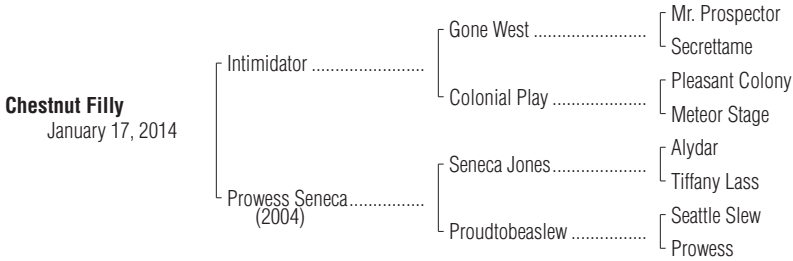 Mr. Prospector
Gone West ........................
Secrettame
Intimidator ........................
Pleasant Colony
Colonial Play ....................
Meteor Stage
Chestnut Filly
January 17, 2014
Alydar
Seneca Jones....................
Tiffany Lass
Prowess Seneca................
(2004)
Seattle Slew
Proudtobeaslew ................
Prowess